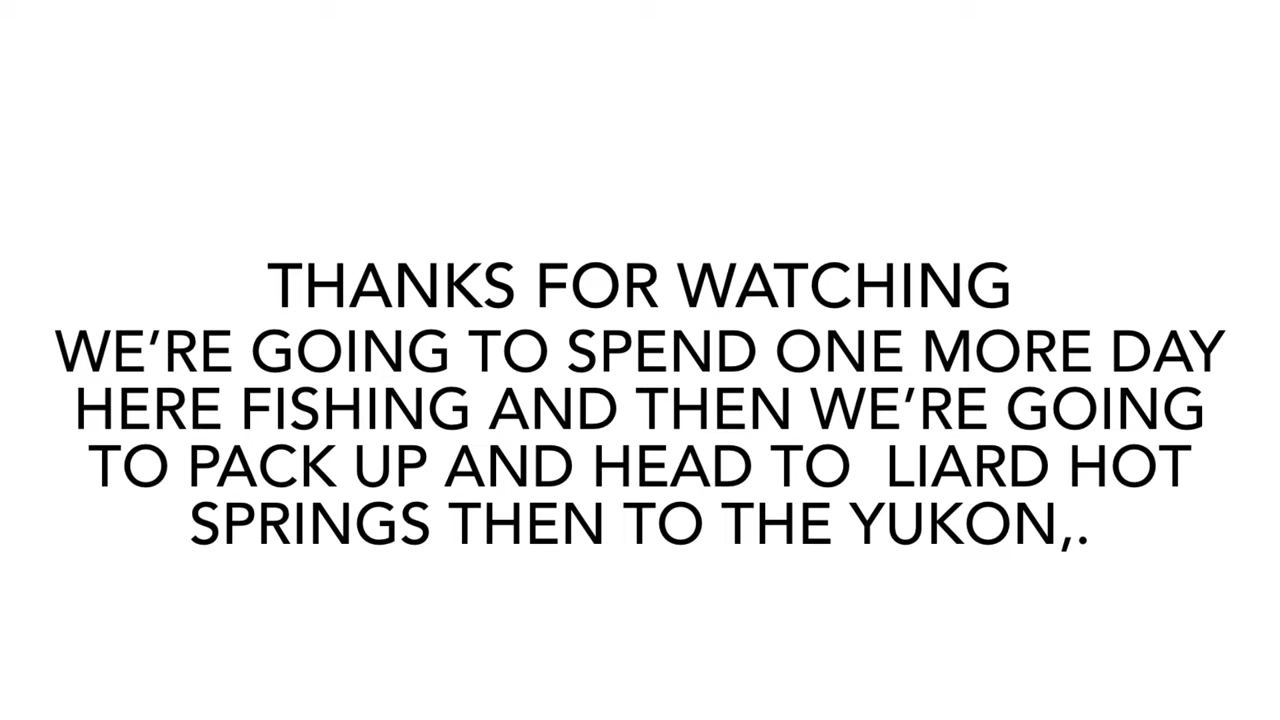 THANKS FOR WATCHING
WE’RE GOING TO SPEND ONE MORE DAY
HERE FISHING AND THEN WE’RE GOING
TO PACK UP AND HEAD TO  LIARD HOT
SPRINGS THEN TO THE YUKON,.